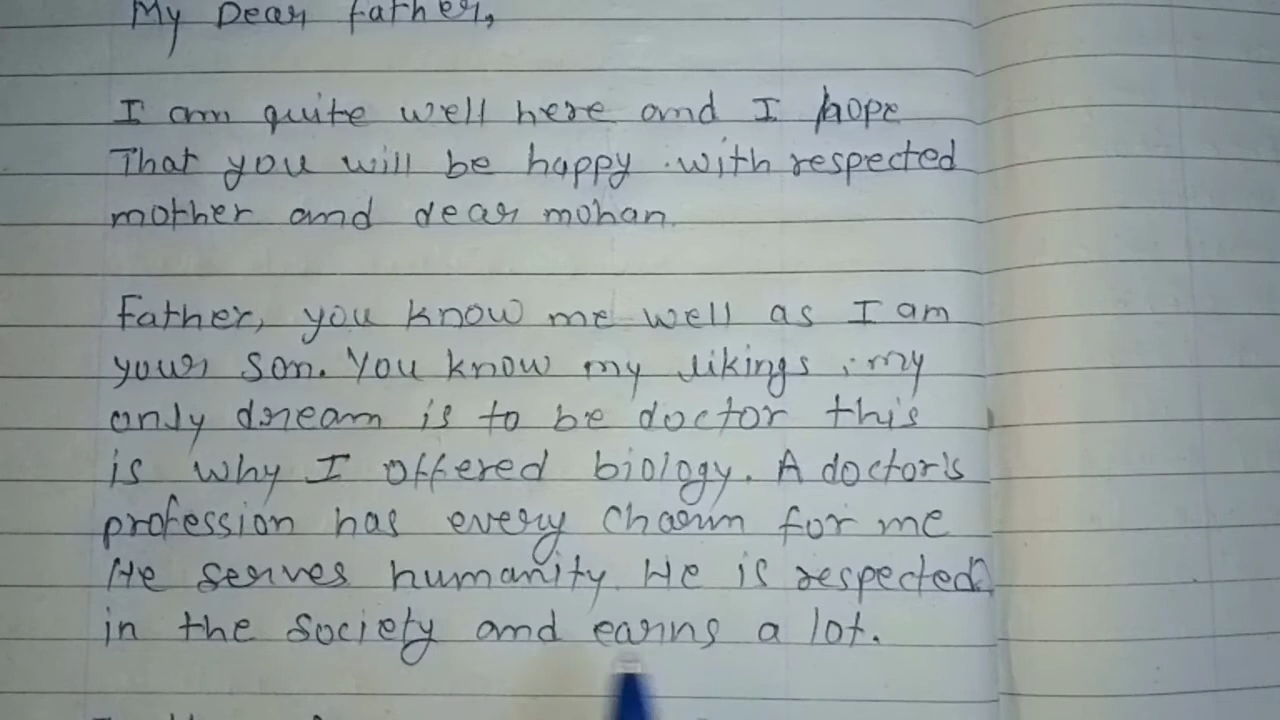 My Dear father,
I am quite well here and I hope
That you will be happy with respected
mother and dear mohan.
Father, you know me well as I am
your son. You know my likings, my
only dream is to be doctor this
is why I offered biology. A doctor's
profession has every charm for me
He serves humanity. He is respected
in the society and earns a lot.